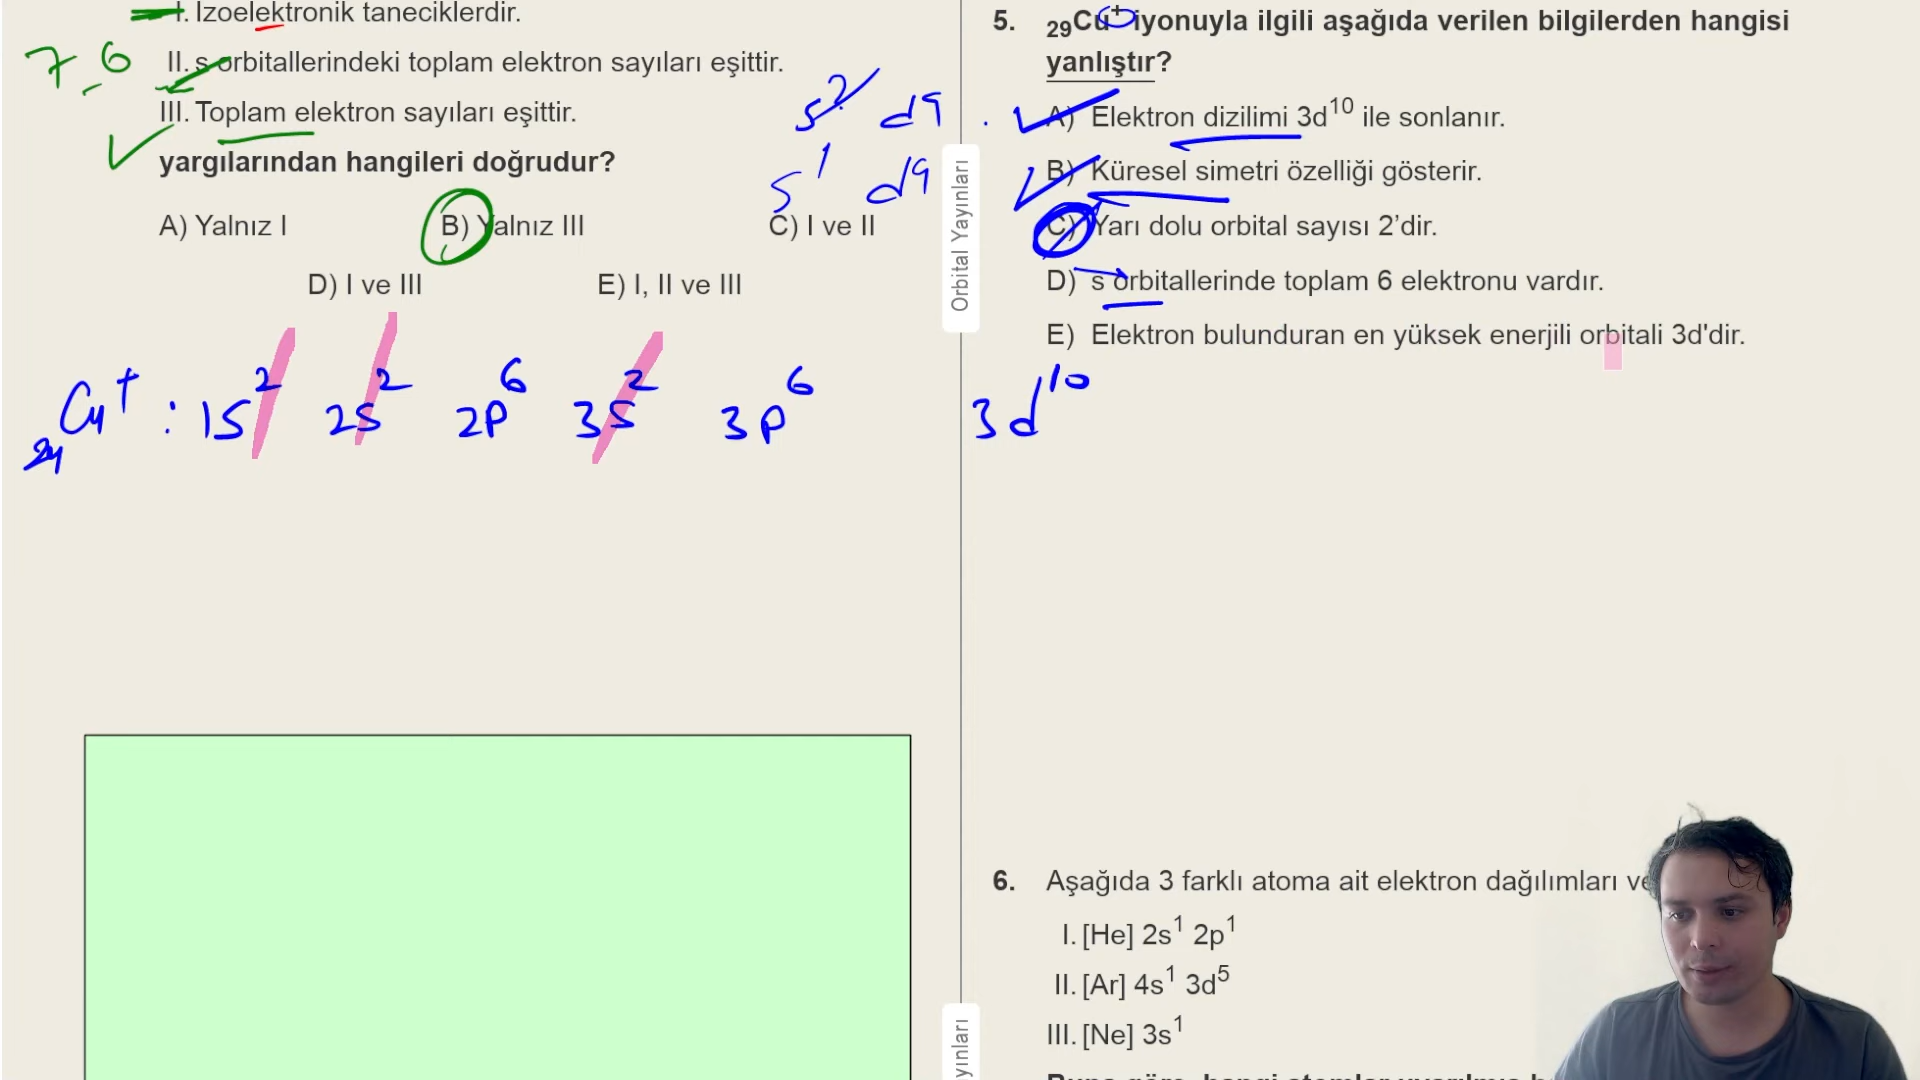 I. İzoelektronik taneciklerdir.
7 6
II. s orbitallerindeki toplam elektron sayıları eşittir.
III. Toplam elektron sayıları eşittir.
yargılarından hangileri doğrudur?
A) Yalnız I
B) Yalnız III
C) I ve II
D) I ve III
E) I, II ve III
s² d⁹
s¹ d⁹
Cu⁺ : 1s² 2s² 2p⁶ 3s² 3p⁶ 3d¹⁰
Orbital Yayınları
5. ₂₉Cu⁺ iyonuyla ilgili aşağıda verilen bilgilerden hangisi
yanlıştır?
A) Elektron dizilimi 3d¹⁰ ile sonlanır.
B) Küresel simetri özelliği gösterir.
C) Yarı dolu orbital sayısı 2’dir.
D) s orbitallerinde toplam 6 elektronu vardır.
E) Elektron bulunduran en yüksek enerjili orbitali 3d'dir.
6. Aşağıda 3 farklı atoma ait elektron dağılımları ve
I. [He] 2s¹ 2p¹
II. [Ar] 4s¹ 3d⁵
III. [Ne] 3s¹
yınları